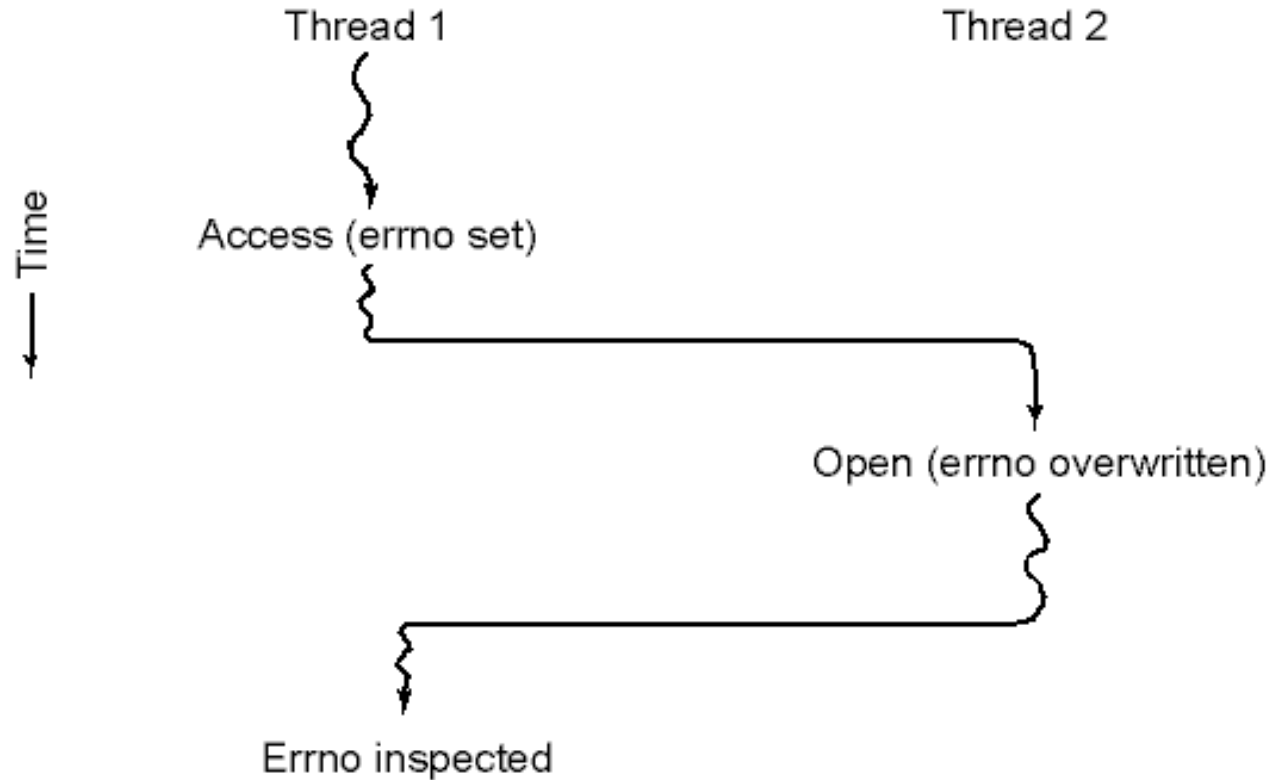 Thread 1
Thread 2
Time
Access (errno set)
Open (errno overwritten)
Errno inspected